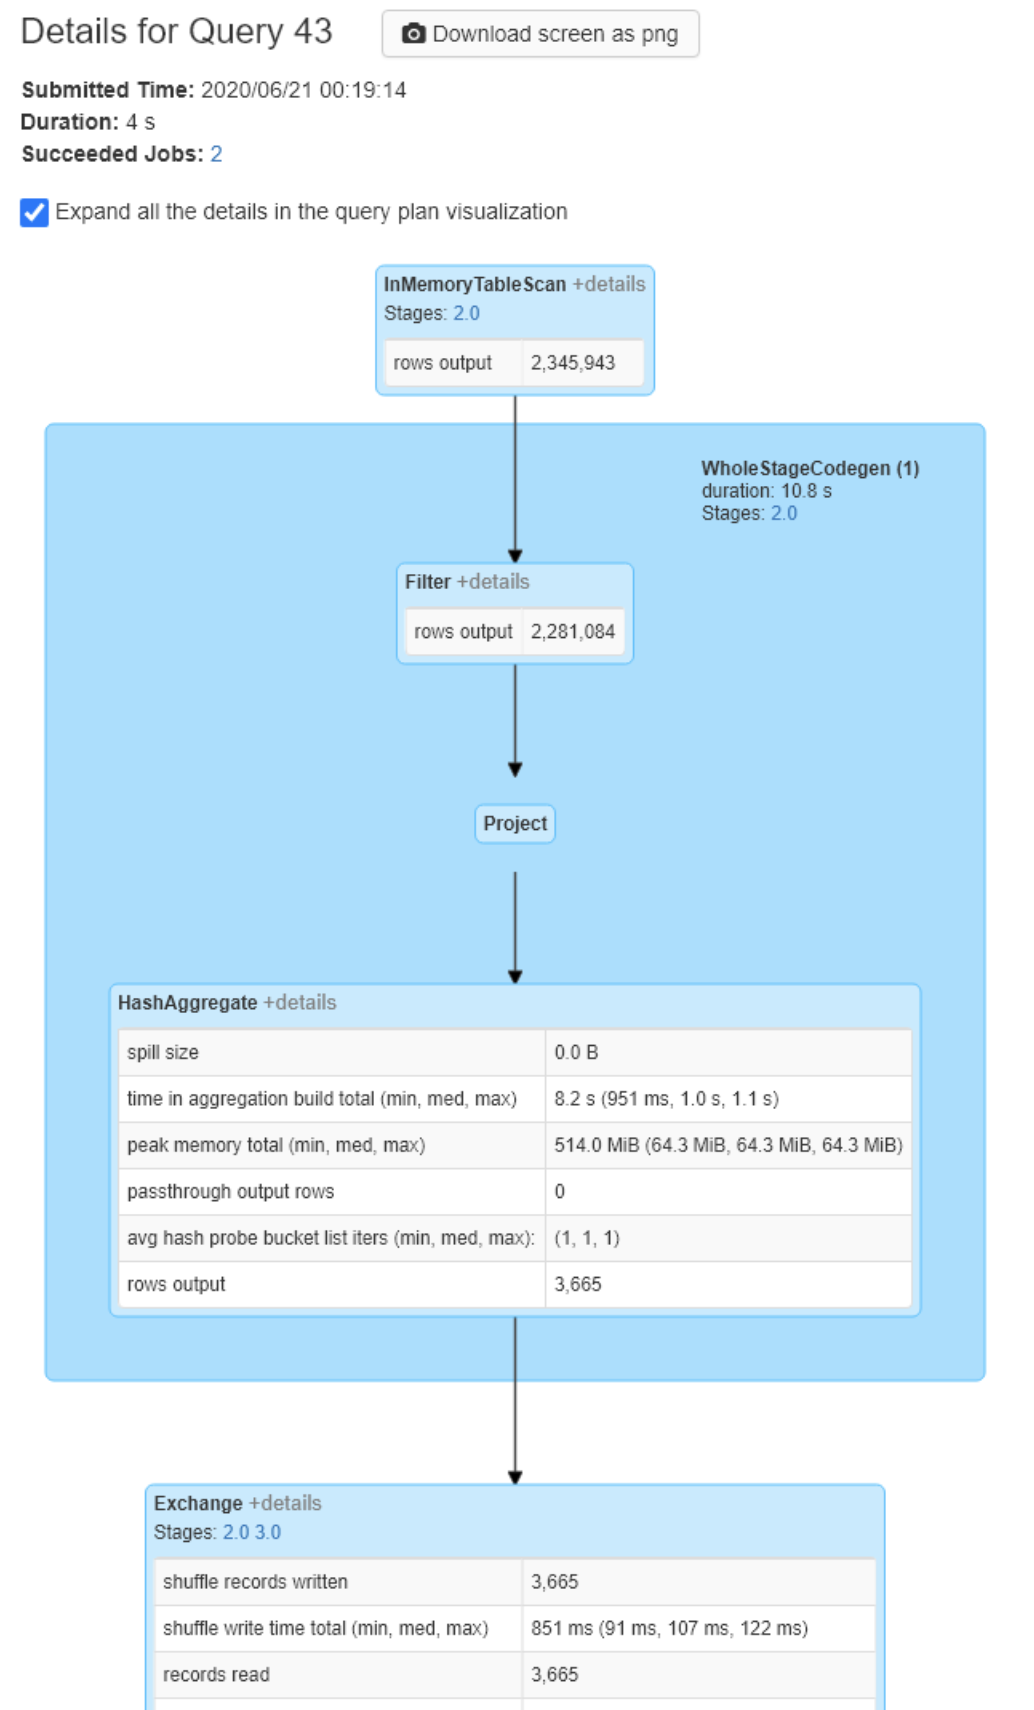 Details for Query 43
Download screen as png
Submitted Time: 2020/06/21 00:19:14
Duration: 4 s
Succeeded Jobs: 2
Expand all the details in the query plan visualization
InMemoryTableScan +details
Stages: 2.0
rows output 2,345,943
WholeStageCodegen (1)
duration: 10.8 s
Stages: 2.0
Filter +details
rows output 2,281,084
Project
HashAggregate +details
spill size 0.0 B
time in aggregation build total (min, med, max) 8.2 s (951 ms, 1.0 s, 1.1 s)
peak memory total (min, med, max) 514.0 MiB (64.3 MiB, 64.3 MiB, 64.3 MiB)
passthrough output rows 0
avg hash probe bucket list iters (min, med, max): (1, 1, 1)
rows output 3,665
Exchange +details
Stages: 2.0 3.0
shuffle records written 3,665
shuffle write time total (min, med, max) 851 ms (91 ms, 107 ms, 122 ms)
records read 3,665